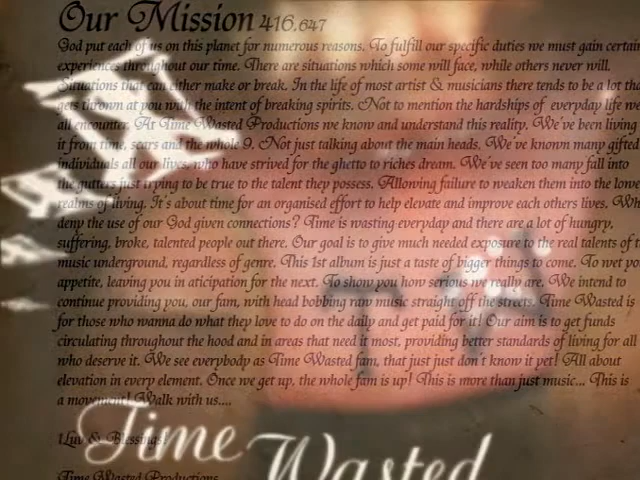 Our Mission 416.647
God put each of us on this planet for numerous reasons. To fulfill our specific duties we must gain certain
experiences throughout our time. There are situations which some will face, while others never will.
Situations that can either make or break. In the life of most artist & musicians there tends to be a lot tha
gets thrown at you with the intent of breaking spirits. Not to mention the hardships of everyday life we
all encounter. At Time Wasted Productions we know and understand this reality. We've been living
it from time, scars and the whole 9. Not just talking about the main heads. We've known many gifted
individuals all our lives, who have strived for the ghetto to riches dream. We've seen too many fall into
the gutters just trying to be true to the talent they possess. Allowing failure to weaken them into the lower
realms of living. It's about time for an organised effort to help elevate and improve each others lives. Wh
deny the use of our God given connections? Time is wasting everyday and there are a lot of hungry,
suffering, broke, talented people out there. Our goal is to give much needed exposure to the real talents of t
music underground, regardless of genre. This 1st album is just a taste of bigger things to come. To wet you
appetite, leaving you in aticipation for the next. To show you how serious we really are. We intend to
continue providing you, our fam, with head bobbing raw music straight off the streets. Time Wasted is
for those who wanna do what they love to do on the daily and get paid for it! Our aim is to get funds
circulating throughout the hood and in areas that need it most, providing better standards of living for all
who deserve it. We see everybody as Time Wasted fam, that just just don't know it yet! All about
elevation in every element. Once we get up, the whole fam is up! This is more than just music... This is
a movement! Walk with us....
1Luv & Blessings!
Time Wasted
Time Wasted Productions